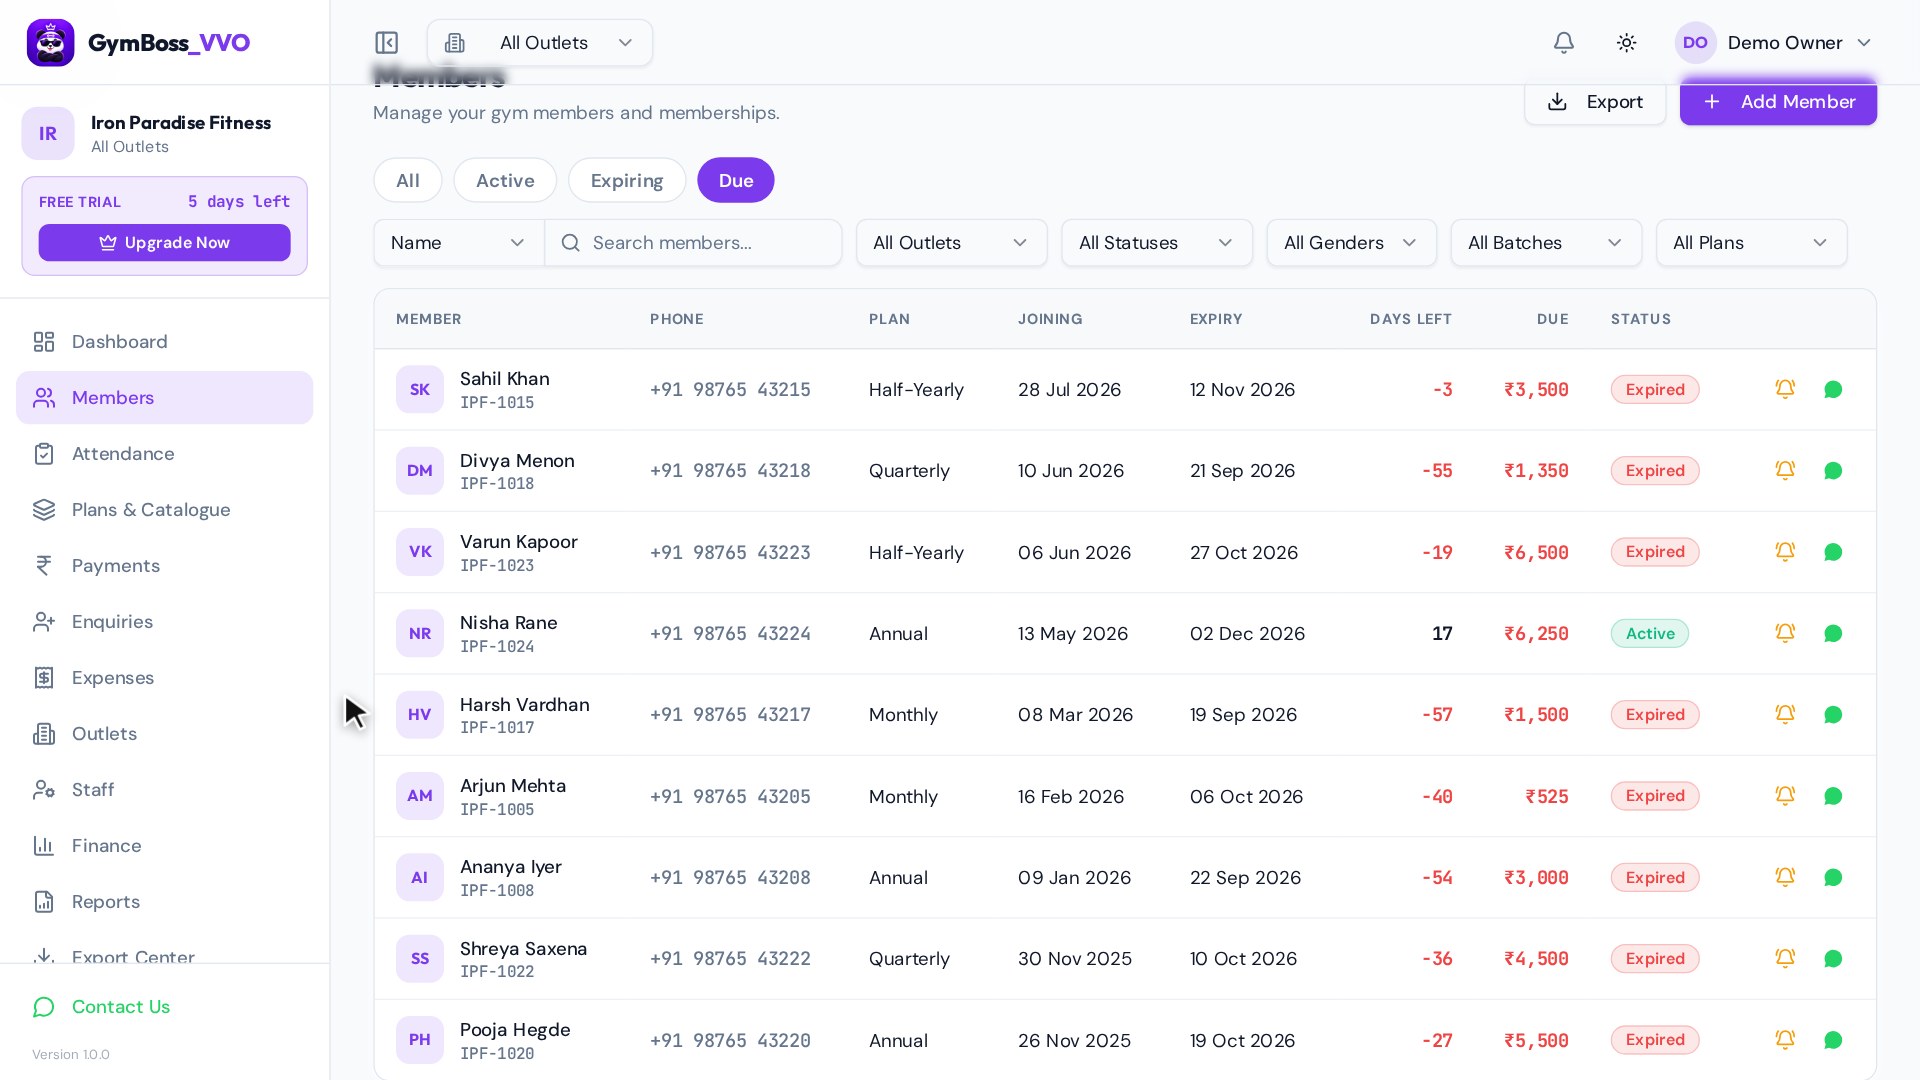 GymBoss_VVO
All Outlets
DO Demo Owner
IR Iron Paradise Fitness
All Outlets
FREE TRIAL 5 days left
Upgrade Now
Dashboard
Members
Attendance
Plans & Catalogue
Payments
Enquiries
Expenses
Outlets
Staff
Finance
Reports
Export Center
Contact Us
Version 1.0.0
Members
Manage your gym members and memberships.
Export
Add Member
All Active Expiring Due
Name Search members... All Outlets All Statuses All Genders All Batches All Plans
MEMBER PHONE PLAN JOINING EXPIRY DAYS LEFT DUE STATUS
SK Sahil Khan +91 98765 43215 Half-Yearly 28 Jul 2026 12 Nov 2026 -3 ₹3,500 Expired
IPF-1015
DM Divya Menon +91 98765 43218 Quarterly 10 Jun 2026 21 Sep 2026 -55 ₹1,350 Expired
IPF-1018
VK Varun Kapoor +91 98765 43223 Half-Yearly 06 Jun 2026 27 Oct 2026 -19 ₹6,500 Expired
IPF-1023
NR Nisha Rane +91 98765 43224 Annual 13 May 2026 02 Dec 2026 17 ₹6,250 Active
IPF-1024
HV Harsh Vardhan +91 98765 43217 Monthly 08 Mar 2026 19 Sep 2026 -57 ₹1,500 Expired
IPF-1017
AM Arjun Mehta +91 98765 43205 Monthly 16 Feb 2026 06 Oct 2026 -40 ₹525 Expired
IPF-1005
AI Ananya Iyer +91 98765 43208 Annual 09 Jan 2026 22 Sep 2026 -54 ₹3,000 Expired
IPF-1008
SS Shreya Saxena +91 98765 43222 Quarterly 30 Nov 2025 10 Oct 2026 -36 ₹4,500 Expired
IPF-1022
PH Pooja Hegde +91 98765 43220 Annual 26 Nov 2025 19 Oct 2026 -27 ₹5,500 Expired
IPF-1020